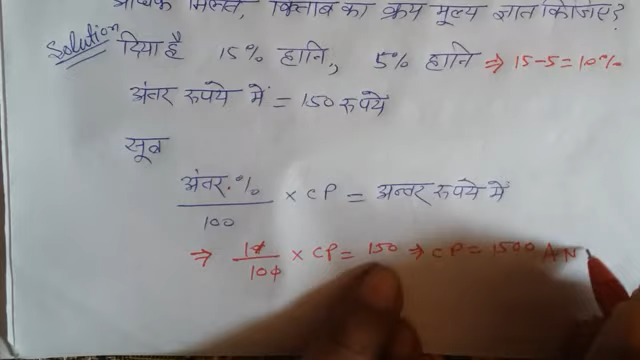 मिलते, किताब का क्रय मूल्य ज्ञात कीजिए?
Solution दिया है 15% हानि, 5% हानि ⇒ 15-5=10%
अंतर रुपये में = 150 रुपये
सूत्र
अंतर.% / 100 × CP = अन्तर रुपये में
⇒ 10 / 100 × CP = 150 ⇒ CP = 1500 AN